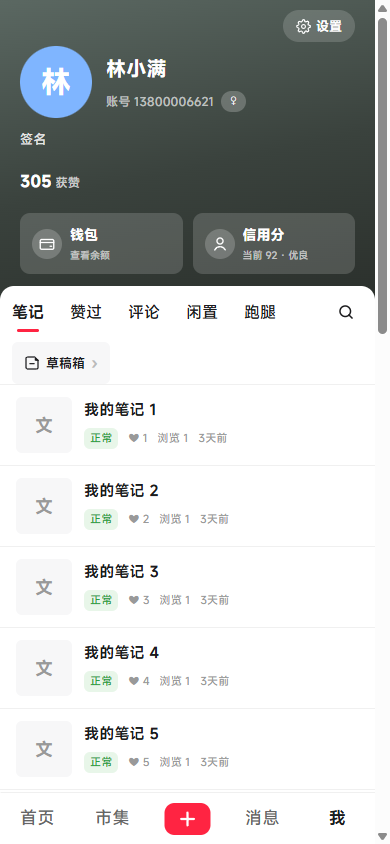 设置
林
林小满
账号 13800006621
签名
305 获赞
钱包
查看余额
信用分
当前 92 · 优良
笔记 赞过 评论 闲置 跑腿
草稿箱
文
我的笔记 1
正常 1 浏览 1 3天前
文
我的笔记 2
正常 2 浏览 1 3天前
文
我的笔记 3
正常 3 浏览 1 3天前
文
我的笔记 4
正常 4 浏览 1 3天前
文
我的笔记 5
正常 5 浏览 1 3天前
首页 市集 消息 我